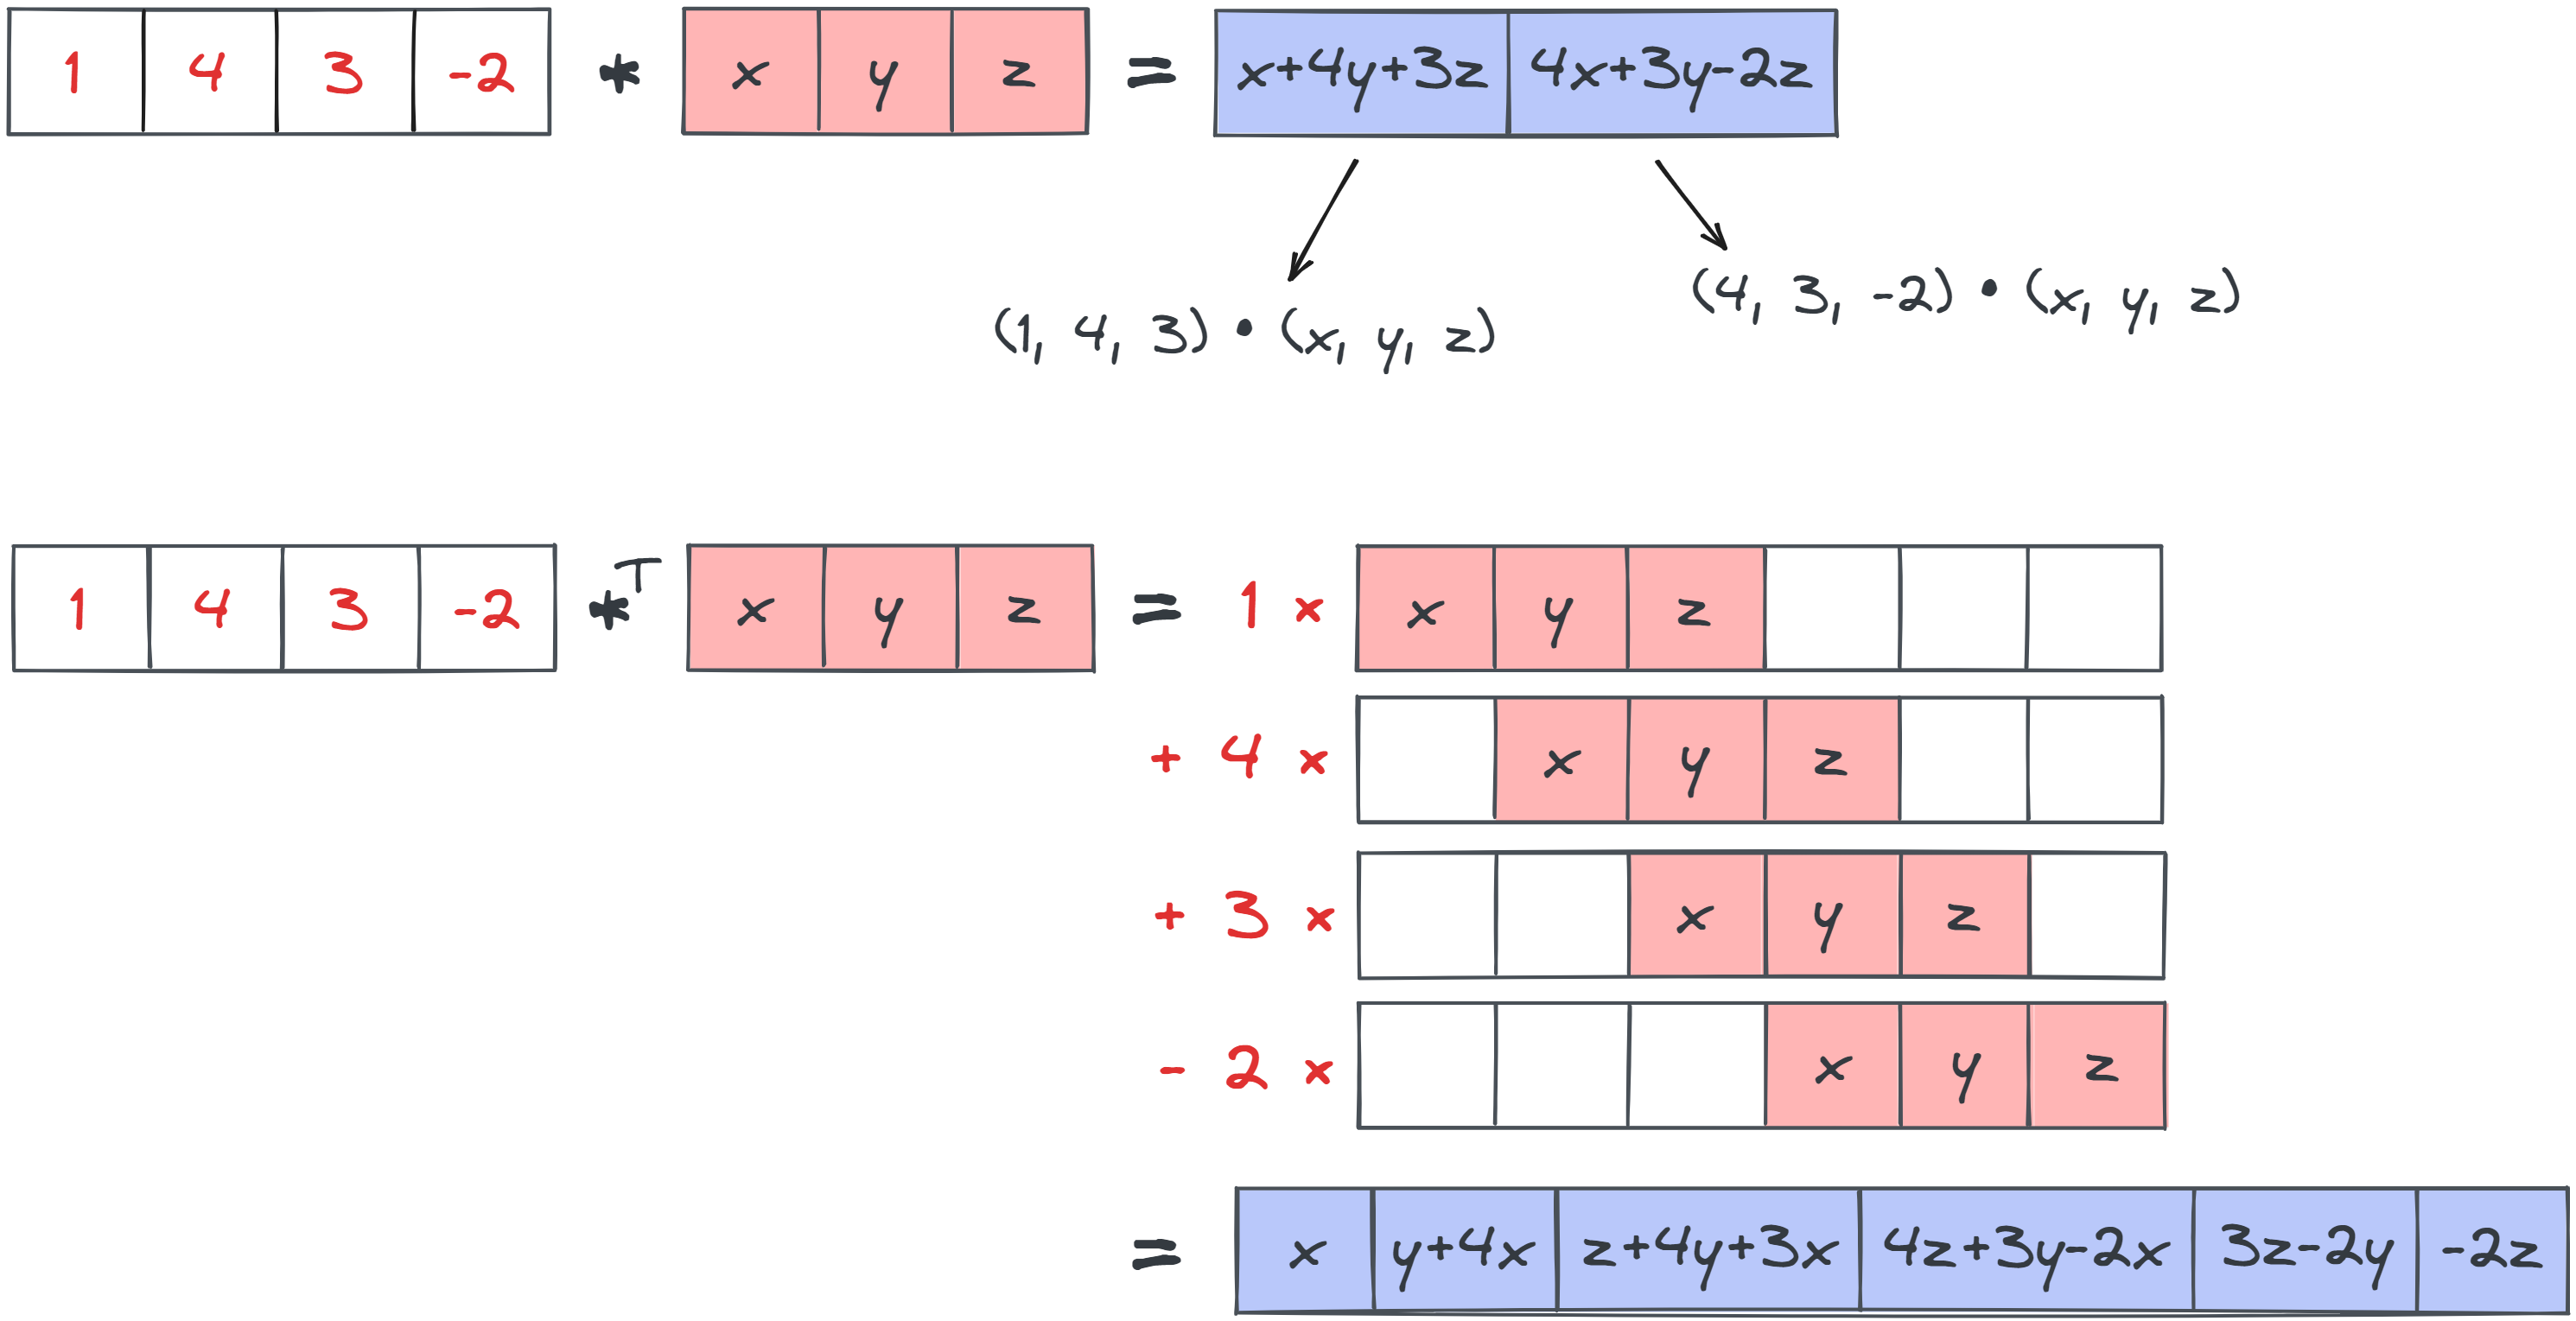 1 4 3 -2 * x y z = x+4y+3z 4x+3y-2z
(4, 3, -2) • (x, y, z)
(1, 4, 3) • (x, y, z)
1 4 3 -2 *T x y z = 1 × x y z
+ 4 × x y z
+ 3 × x y z
- 2 × x y z
= x y+4x z+4y+3x 4z+3y-2x 3z-2y -2z